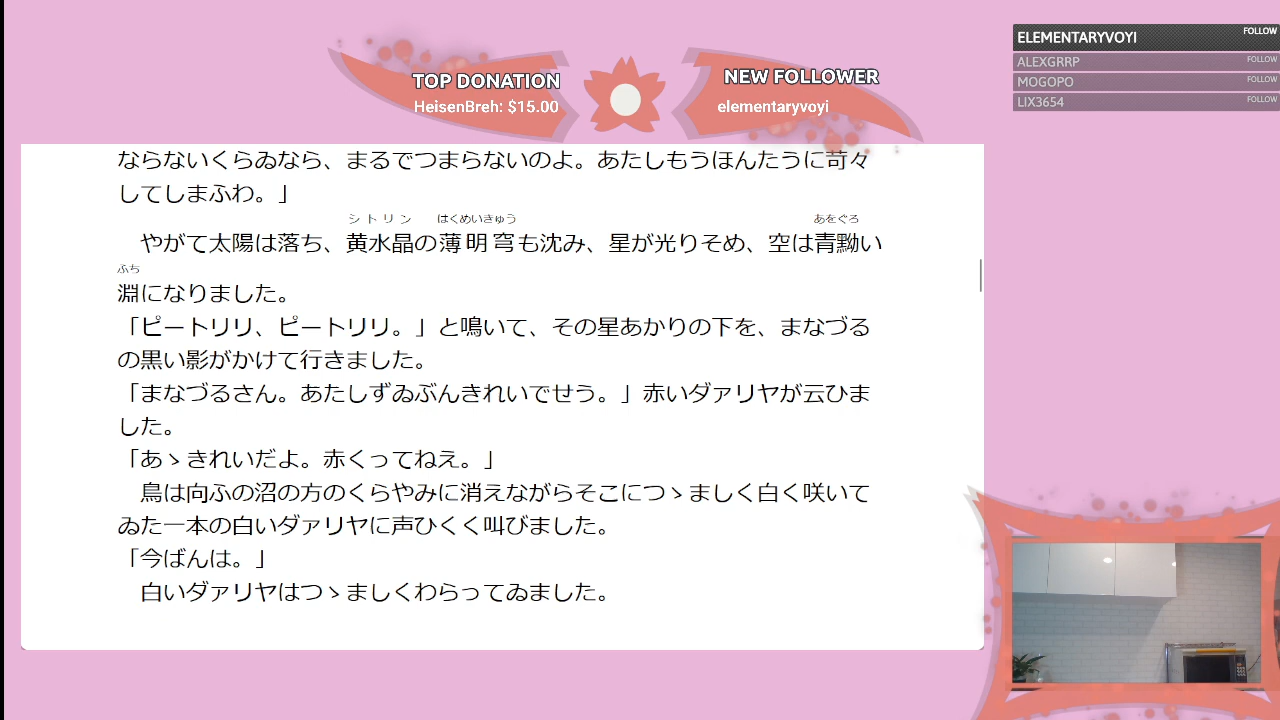 TOP DONATION
HeisenBreh: $15.00
NEW FOLLOWER
elementaryvoyi
ELEMENTARYVOYI FOLLOW
ALEXGRRP FOLLOW
MOGOPO FOLLOW
LIX3654 FOLLOW
ならないくらゐなら、まるでつまらないのよ。あたしもうほんたうに苛々
してしまふわ。」
シトリン はくめいきゅう あをぐろ
やがて太陽は落ち、黄水晶の薄明穹も沈み、星が光りそめ、空は青黝い
ふち
淵になりました。
「ピートリリ、ピートリリ。」と鳴いて、その星あかりの下を、まなづる
の黒い影がかけて行きました。
「まなづるさん。あたしずゐぶんきれいでせう。」赤いダァリヤが云ひま
した。
「あゝきれいだよ。赤くってねえ。」
鳥は向ふの沼の方のくらやみに消えながらそこにつゝましく白く咲いて
ゐた一本の白いダァリヤに声ひくく叫びました。
「今ばんは。」
白いダァリヤはつゝましくわらってゐました。